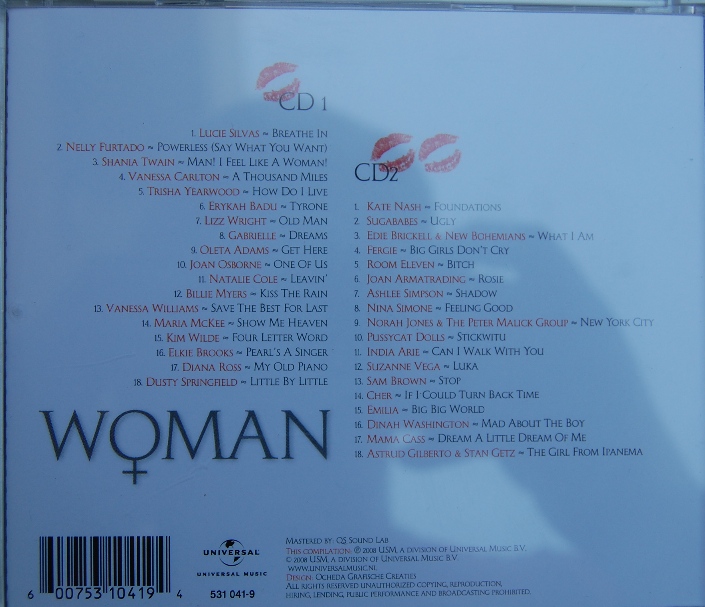 CD 1
1. Lucie Silvas ~ Breathe In
2. Nelly Furtado ~ Powerless (Say What You Want)
3. Shania Twain ~ Man! I Feel Like A Woman!
4. Vanessa Carlton ~ A Thousand Miles
5. Trisha Yearwood ~ How Do I Live
6. Erykah Badu ~ Tyrone
7. Lizz Wright ~ Old Man
8. Gabrielle ~ Dreams
9. Oleta Adams ~ Get Here
10. Joan Osborne ~ One Of Us
11. Natalie Cole ~ Leavin'
12. Billie Myers ~ Kiss The Rain
13. Vanessa Williams ~ Save The Best For Last
14. Maria McKee ~ Show Me Heaven
15. Kim Wilde ~ Four Letter Word
16. Elkie Brooks ~ Pearl's A Singer
17. Diana Ross ~ My Old Piano
18. Dusty Springfield ~ Little By Little
CD2
1. Kate Nash ~ Foundations
2. Sugababes ~ Ugly
3. Edie Brickell & New Bohemians ~ What I Am
4. Fergie ~ Big Girls Don't Cry
5. Room Eleven ~ Bitch
6. Joan Armatrading ~ Rosie
7. Ashlee Simpson ~ Shadow
8. Nina Simone ~ Feeling Good
9. Norah Jones & The Peter Malick Group ~ New York City
10. Pussycat Dolls ~ Stickwitu
11. India Arie ~ Can I Walk With You
12. Suzanne Vega ~ Luka
13. Sam Brown ~ Stop
14. Cher ~ If I Could Turn Back Time
15. Emilia ~ Big Big World
16. Dinah Washington ~ Mad About The Boy
17. Mama Cass ~ Dream A Little Dream Of Me
18. Astrud Gilberto & Stan Getz ~ The Girl From Ipanema
WOMAN
6 00753 10419 4
UNIVERSAL
UNIVERSAL MUSIC
531 041-9
Mastered by: QS Sound Lab
This compilation: ℗ 2008 USM, a division of Universal Music B.V.
© 2008 USM, a division of Universal Music B.V.
www.universalmusic.nl
Design: Ocheda Grafische Creaties
All rights reserved. Unauthorized copying, reproduction,
hiring, lending, public performance and broadcasting prohibited.